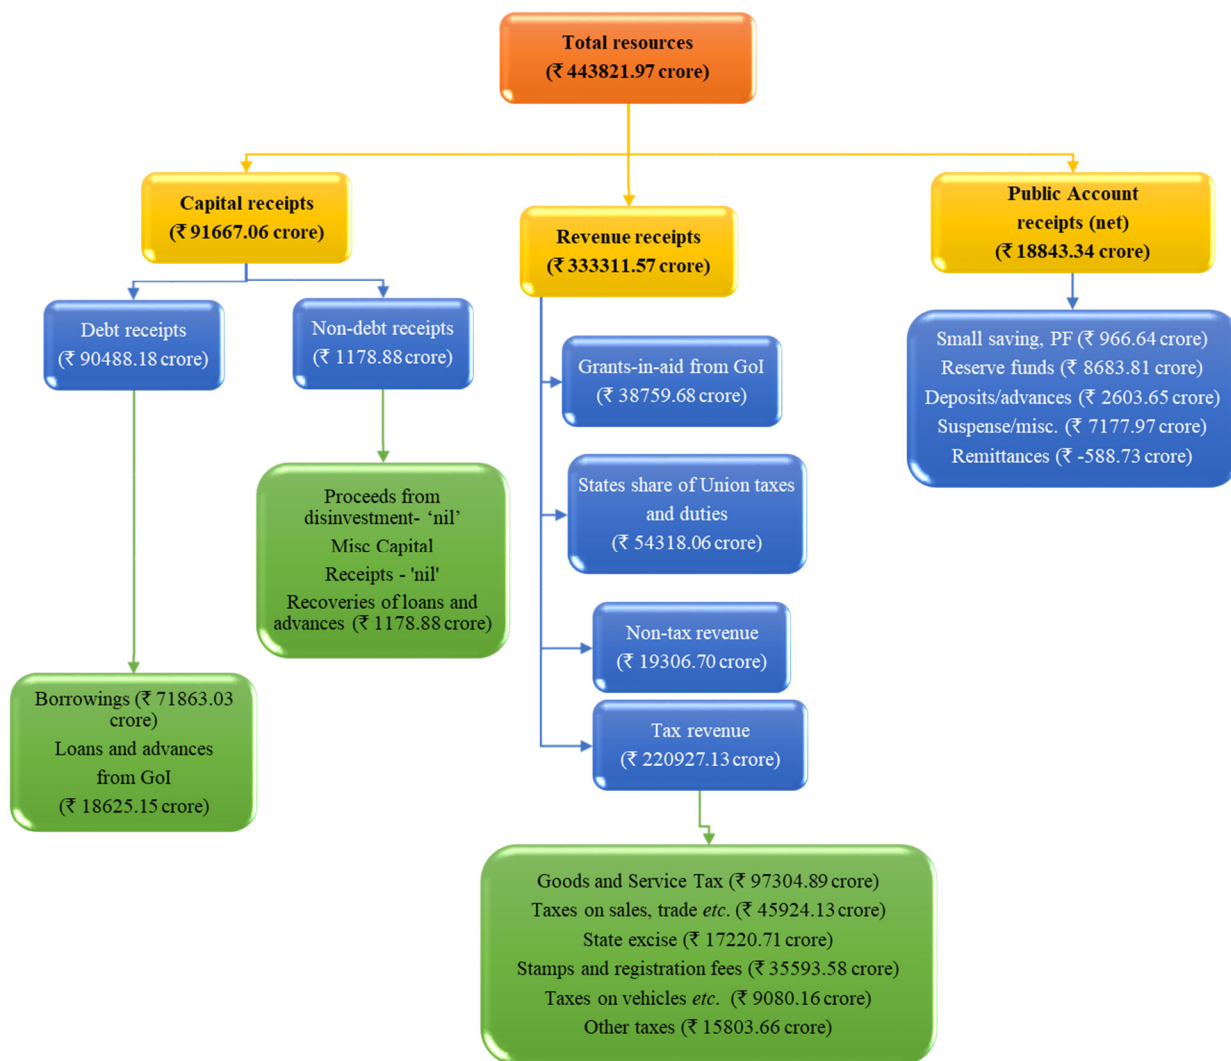 Total resources
(₹ 443821.97 crore)
Capital receipts
(₹ 91667.06 crore)
Revenue receipts
(₹ 333311.57 crore)
Public Account
receipts (net)
(₹ 18843.34 crore)
Debt receipts
(₹ 90488.18 crore)
Non-debt receipts
(₹ 1178.88 crore)
Grants-in-aid from GoI
(₹ 38759.68 crore)
Small saving, PF (₹ 966.64 crore)
Reserve funds (₹ 8683.81 crore)
Deposits/advances (₹ 2603.65 crore)
Suspense/misc. (₹ 7177.97 crore)
Remittances (₹ -588.73 crore)
Proceeds from
disinvestment- ‘nil’
Misc Capital
Receipts - 'nil'
Recoveries of loans and
advances (₹ 1178.88 crore)
States share of Union taxes
and duties
(₹ 54318.06 crore)
Non-tax revenue
(₹ 19306.70 crore)
Borrowings (₹ 71863.03
crore)
Loans and advances
from GoI
(₹ 18625.15 crore)
Tax revenue
(₹ 220927.13 crore)
Goods and Service Tax (₹ 97304.89 crore)
Taxes on sales, trade etc. (₹ 45924.13 crore)
State excise (₹ 17220.71 crore)
Stamps and registration fees (₹ 35593.58 crore)
Taxes on vehicles etc. (₹ 9080.16 crore)
Other taxes (₹ 15803.66 crore)